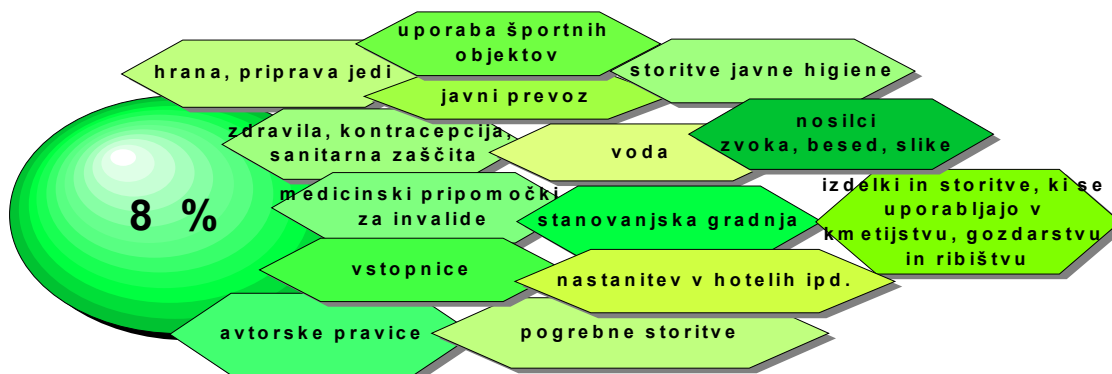 uporaba športnih
objektov
hrana, priprava jedi
storitve javne higiene
javni prevoz
zdravila, kontracepcija,
sanitarna zaščita
voda
nosilci
zvoka, besed, slike
8 %
medicinski pripomočki
za invalide
stanovanjska gradnja
izdelki in storitve, ki se
uporabljajo v
kmetijstvu, gozdarstvu
in ribištvu
vstopnice
nastanitev v hotelih ipd.
avtorske pravice
pogrebne storitve